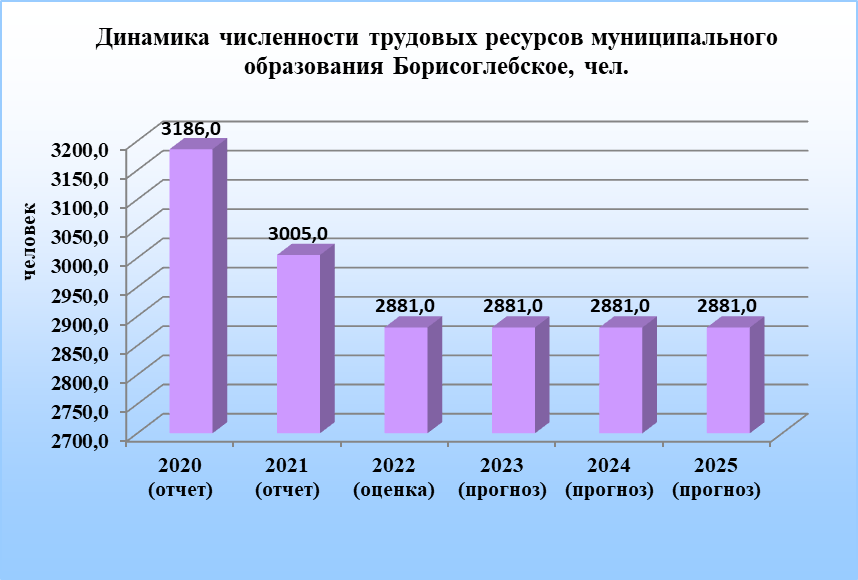 Динамика численности трудовых ресурсов муниципального
образования Борисоглебское, чел.
человек
3200,0
3150,0
3100,0
3050,0
3000,0
2950,0
2900,0
2850,0
2800,0
2750,0
2700,0
3186,0
3005,0
2881,0
2881,0
2881,0
2881,0
2020
(отчет)
2021
(отчет)
2022
(оценка)
2023
(прогноз)
2024
(прогноз)
2025
(прогноз)